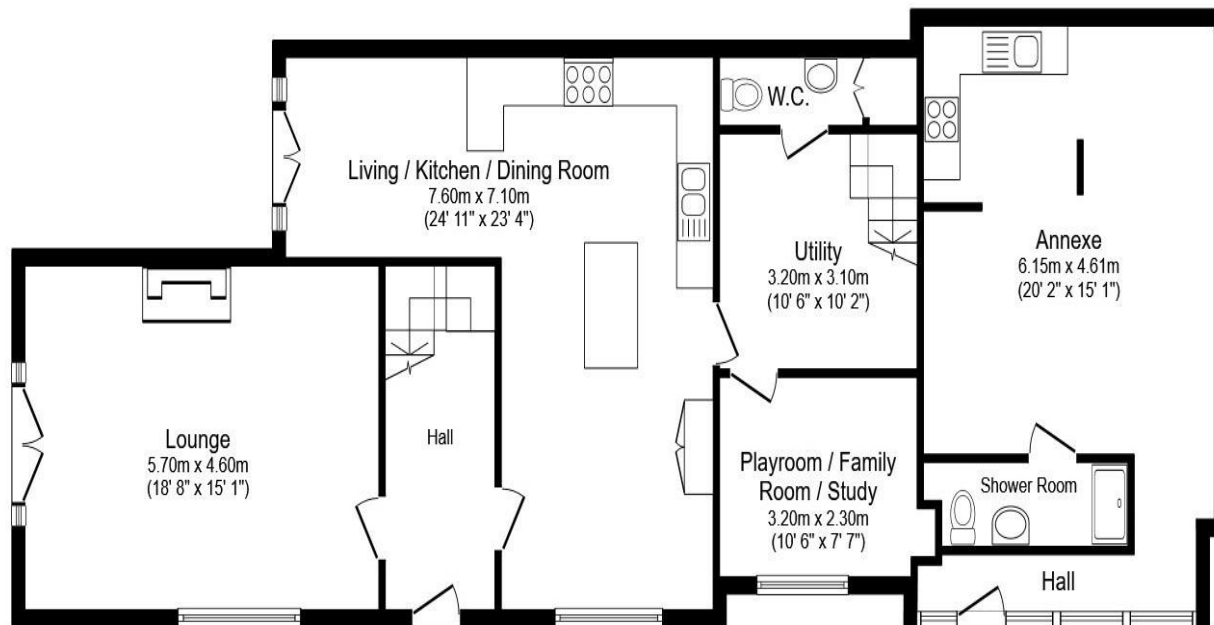 W.C.
Living / Kitchen / Dining Room
7.60m x 7.10m
(24' 11" x 23' 4")
Utility
3.20m x 3.10m
(10' 6" x 10' 2")
Annexe
6.15m x 4.61m
(20' 2" x 15' 1")
Lounge
5.70m x 4.60m
(18' 8" x 15' 1")
Hall
Playroom / Family
Room / Study
3.20m x 2.30m
(10' 6" x 7' 7")
Shower Room
Hall